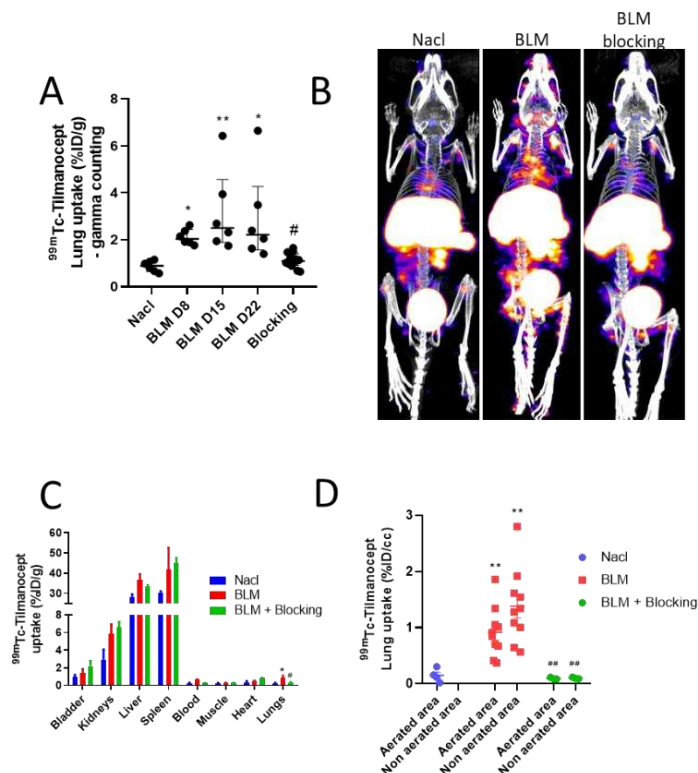 Nacl
BLM
BLM
blocking
A
B
99mTc-Tilmanocept
Lung uptake (%ID/g)
- gamma counting
8
6
4
2
0
*
**
*
#
Nacl
BLM D8
BLM D15
BLM D22
Blocking
C
99mTc-Tilmanocept
uptake (%ID/g)
60
50
40
30
20
8
6
4
2
0
Nacl
BLM
BLM + Blocking
*
#
Bladder
Kidneys
Liver
Spleen
Blood
Muscle
Heart
Lungs
D
99mTc-Tilmanocept
Lung uptake (%ID/cc)
3
2
1
0
**
**
##
##
Nacl
BLM
BLM + Blocking
Aerated area
Non aerated area
Aerated area
Non aerated area
Aerated area
Non aerated area